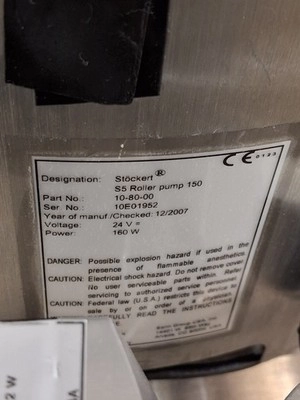 CE 0123
Designation: Stöckert®
S5 Roller pump 150
Part No.: 10-80-00
Ser No.: 10E01952
Year of manuf./Checked: 12/2007
Voltage: 24 V =
Power: 160 W
DANGER: Possible explosion hazard if used in the
presence of flammable anesthetics.
CAUTION: Electrical shock hazard. Do not remove cover.
No user serviceable parts within. Refer
servicing to authorized service personnel.
CAUTION: Federal law (U.S.A.) restricts this device to
sale by or on order of a physician.
READ THE INSTRUCTIONS
2 W